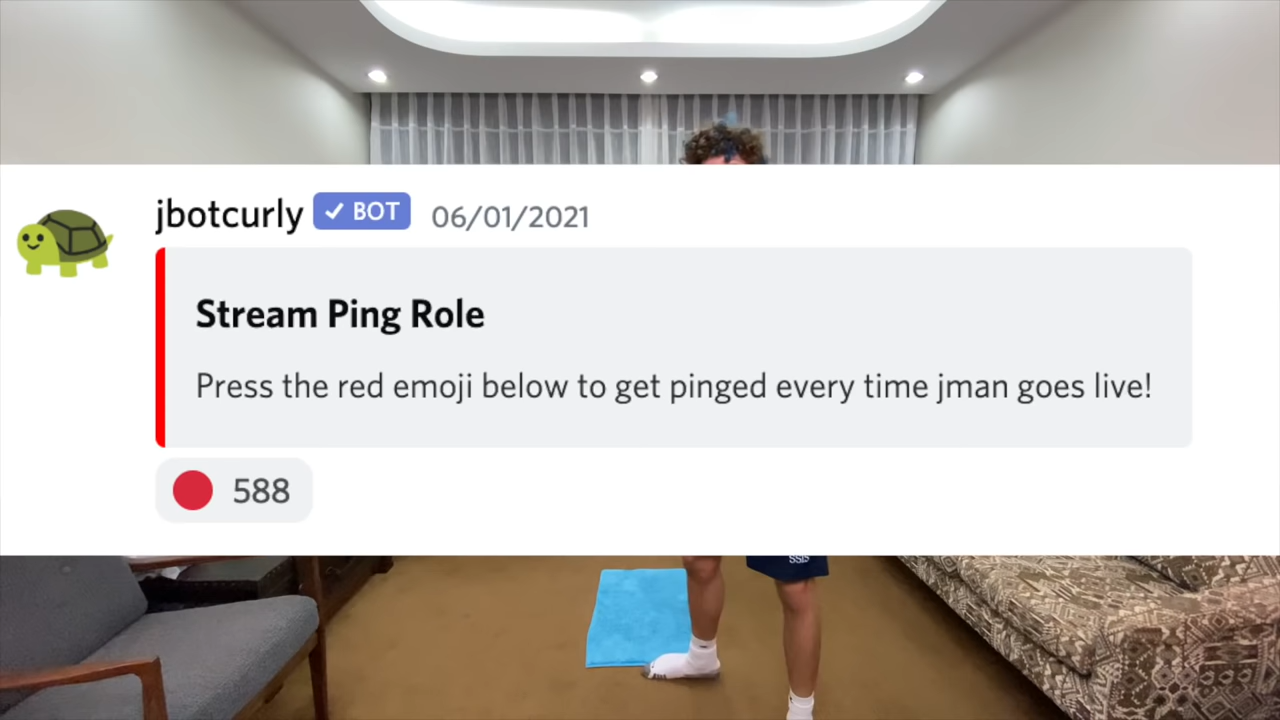 jbotcurly ✓ BOT 06/01/2021
Stream Ping Role
Press the red emoji below to get pinged every time jman goes live!
588
SSIS